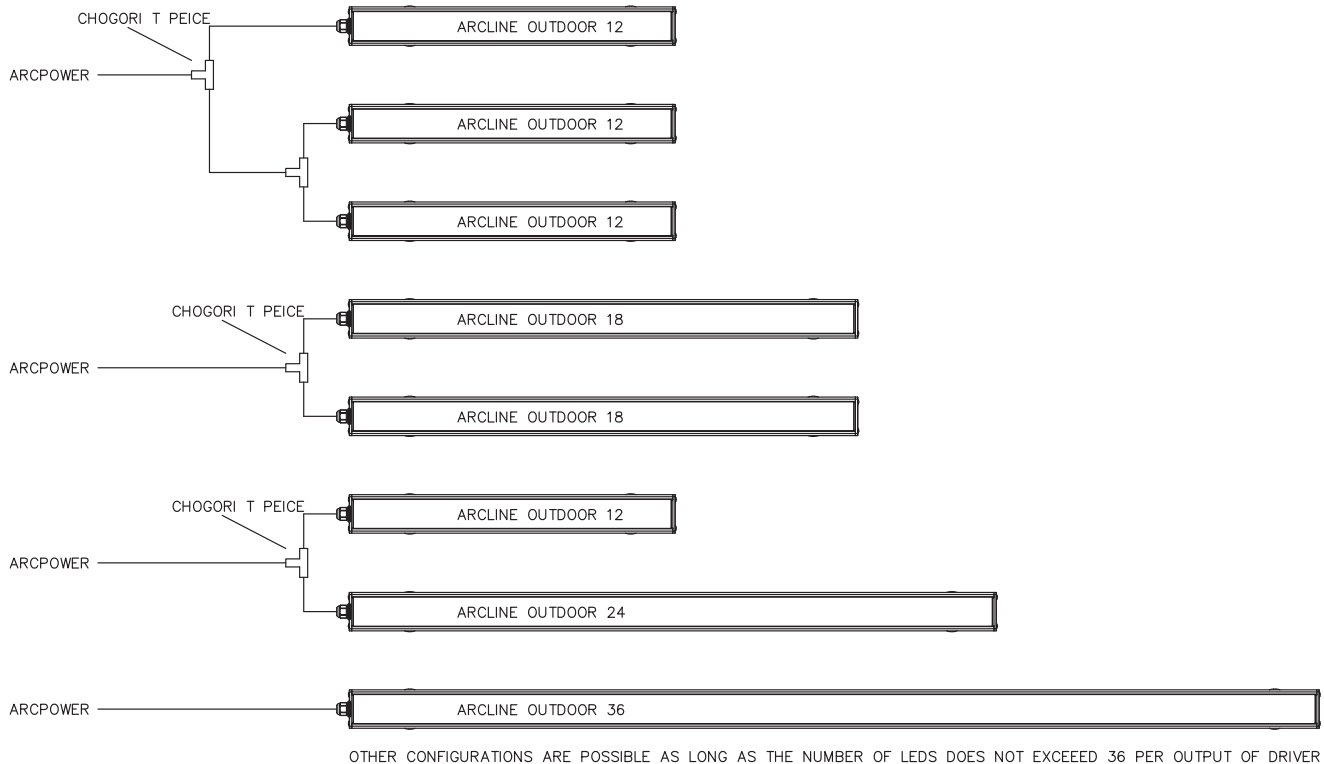 CHOGORI T PEICE
ARCLINE OUTDOOR 12
ARCPOWER
ARCLINE OUTDOOR 12
ARCLINE OUTDOOR 12
CHOGORI T PEICE
ARCLINE OUTDOOR 18
ARCPOWER
ARCLINE OUTDOOR 18
CHOGORI T PEICE
ARCLINE OUTDOOR 12
ARCPOWER
ARCLINE OUTDOOR 24
ARCPOWER
ARCLINE OUTDOOR 36
OTHER CONFIGURATIONS ARE POSSIBLE AS LONG AS THE NUMBER OF LEDS DOES NOT EXCEEED 36 PER OUTPUT OF DRIVER